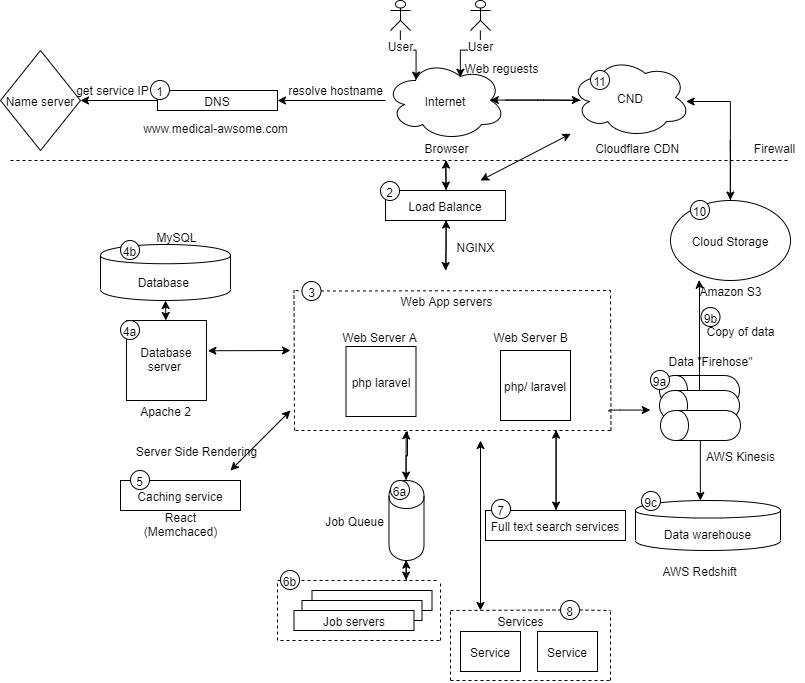 User
User
Web reguests
11
CND
get service IP
1
resolve hostname
Name server
DNS
Internet
www.medical-awsome.com
Browser
Cloudflare CDN
Firewall
2
Load Balance
10
MySQL
NGINX
Cloud Storage
4b
Database
3
Amazon S3
Web App servers
9b
4a
Copy of data
Web Server A
Web Server B
Database
server
Data "Firehose"
php laravel
php/ laravel
9a
Apache 2
Server Side Rendering
AWS Kinesis
5
Caching service
6a
9c
React
(Memchaced)
Job Queue
7
Full text search services
Data warehouse
AWS Redshift
6b
8
Job servers
Services
Service
Service